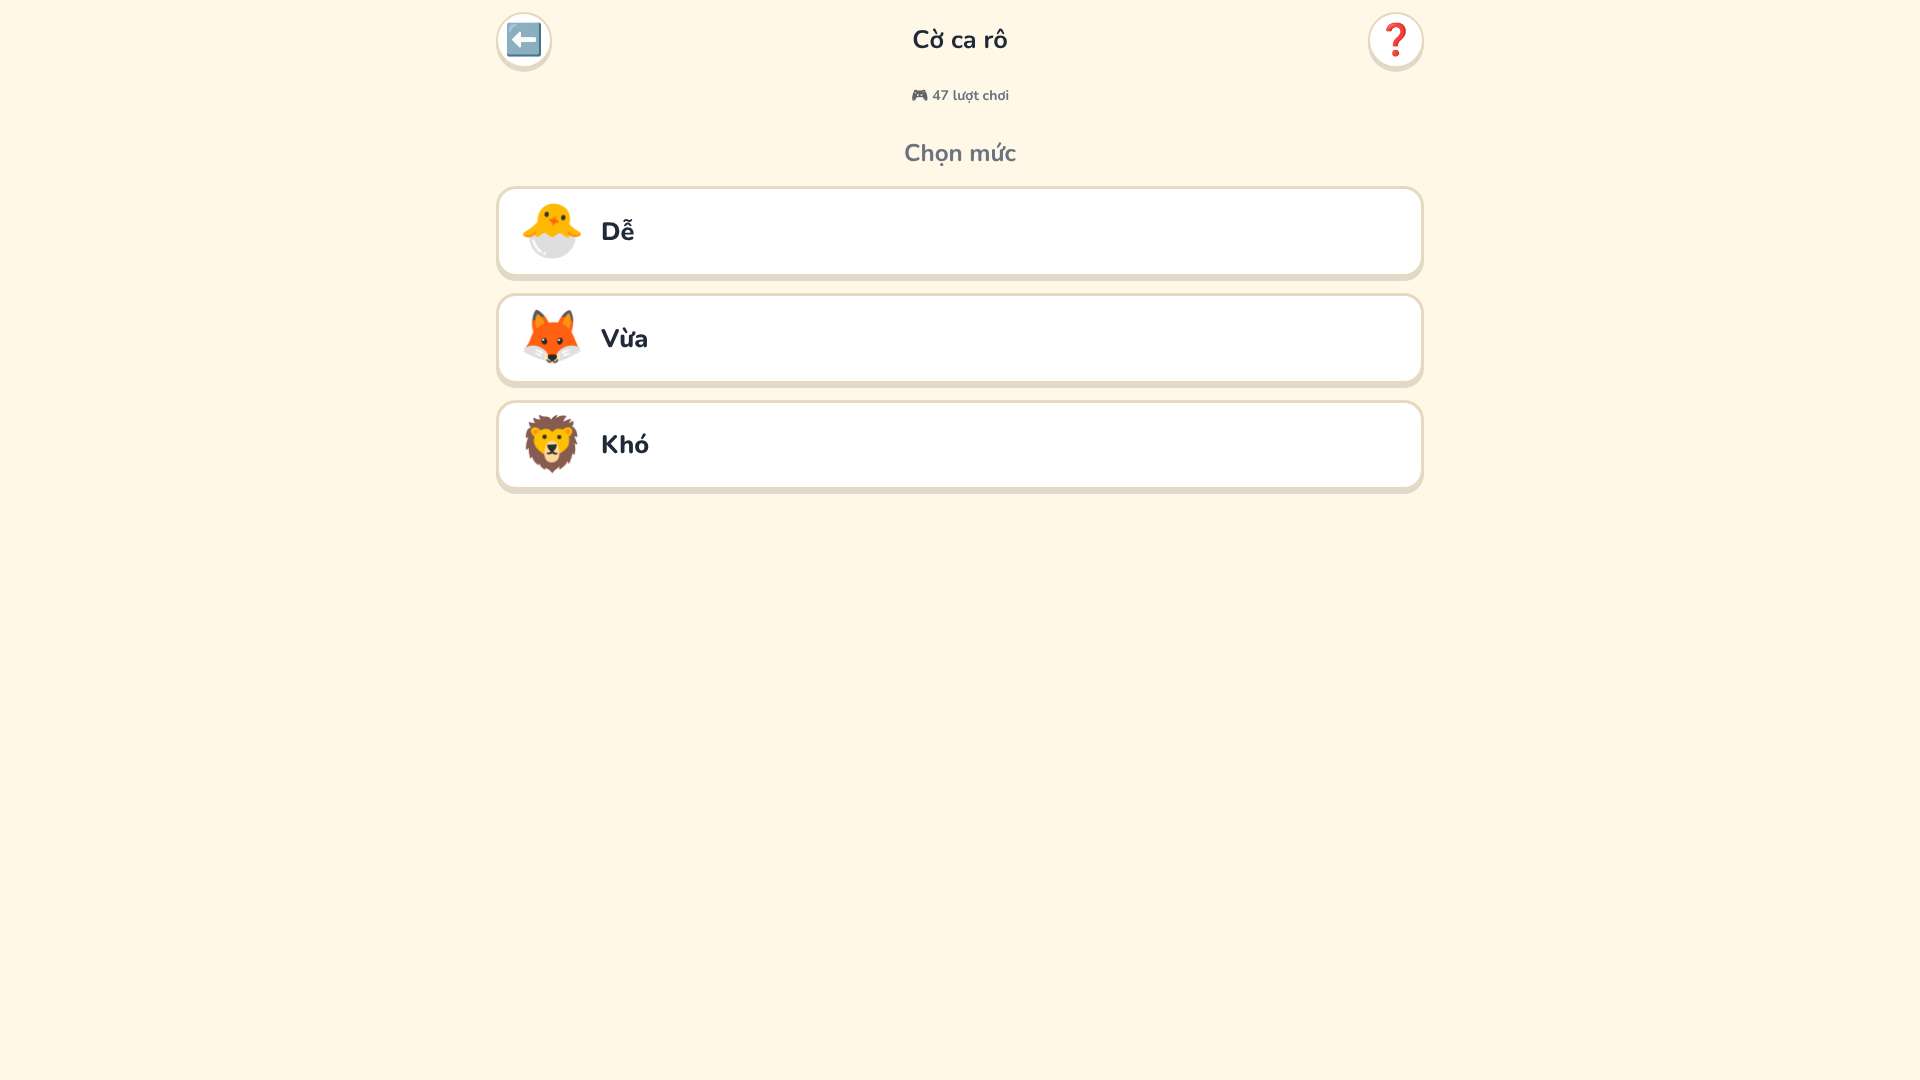 Cờ ca rô
🎮 47 lượt chơi
Chọn mức
Dễ
Vừa
Khó